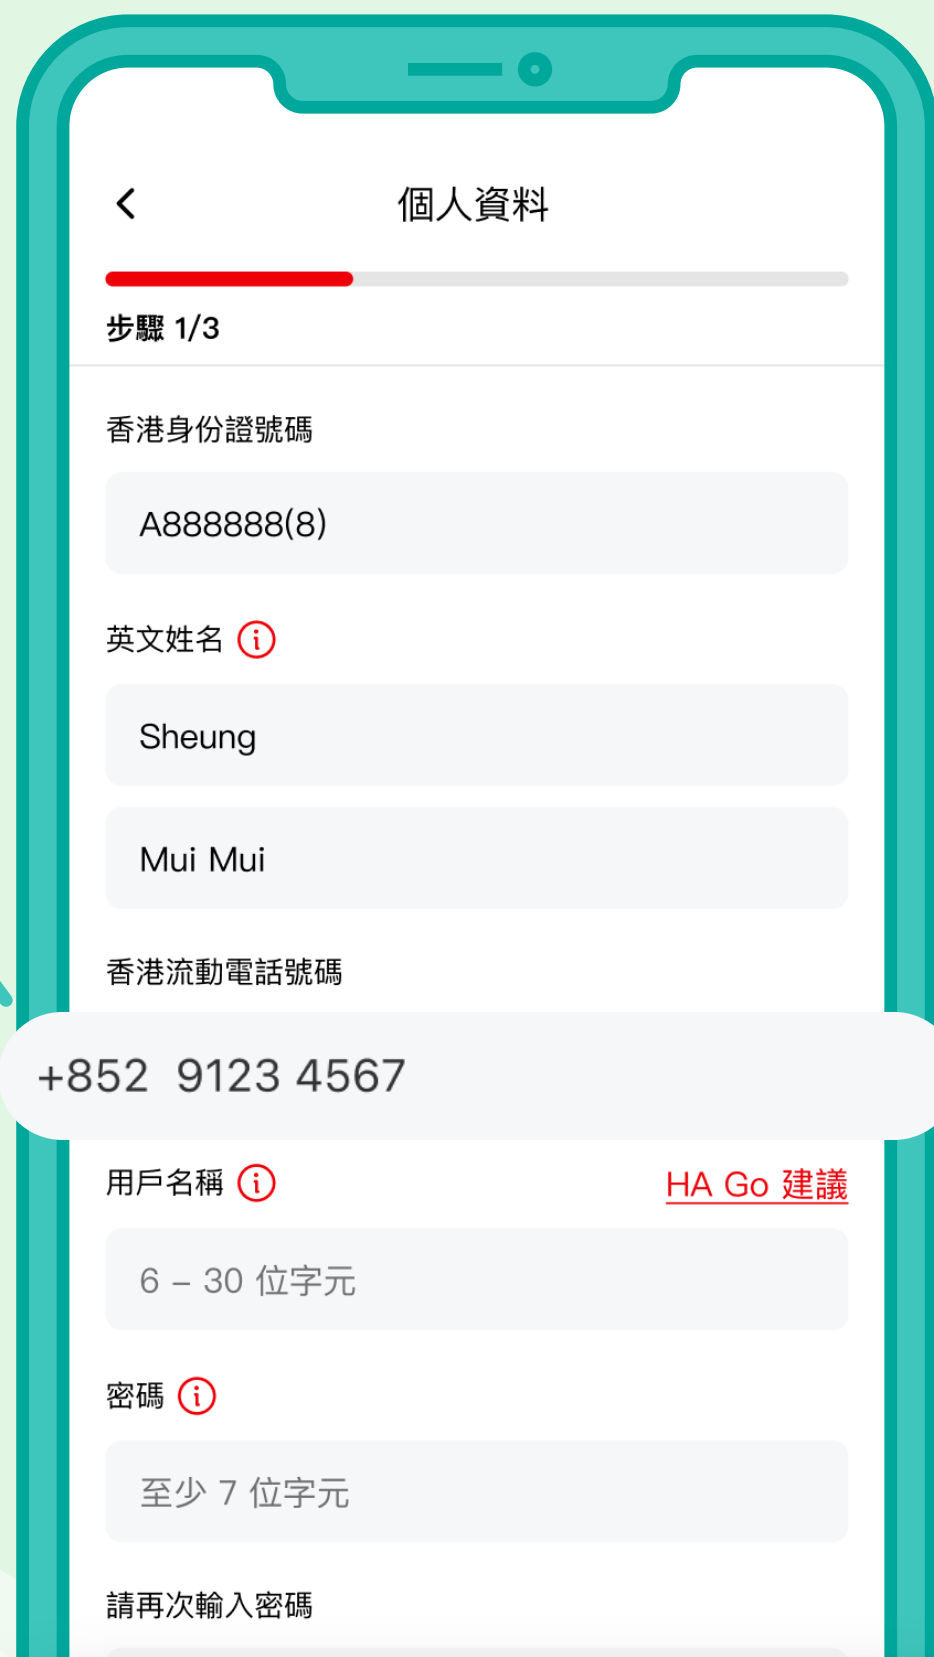 個人資料
步驟 1/3
香港身份證號碼
A888888(8)
英文姓名
Sheung
Mui Mui
香港流動電話號碼
+852 9123 4567
用戶名稱 HA Go 建議
6 – 30 位字元
密碼
至少 7 位字元
請再次輸入密碼